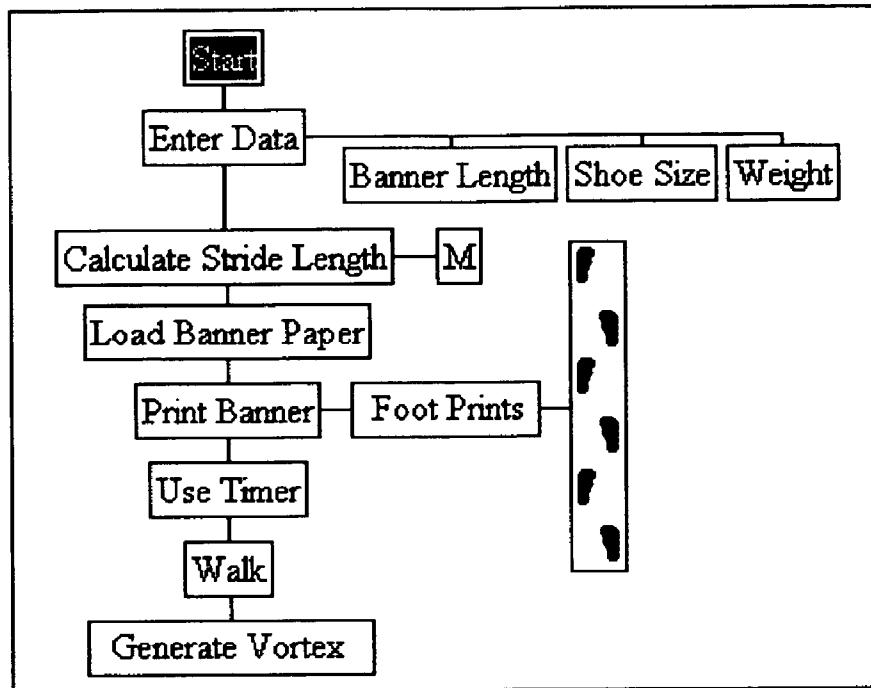 Start
Enter Data
Banner Length
Shoe Size
Weight
Calculate Stride Length
M
Load Banner Paper
Print Banner
Foot Prints
Use Timer
Walk
Generate Vortex